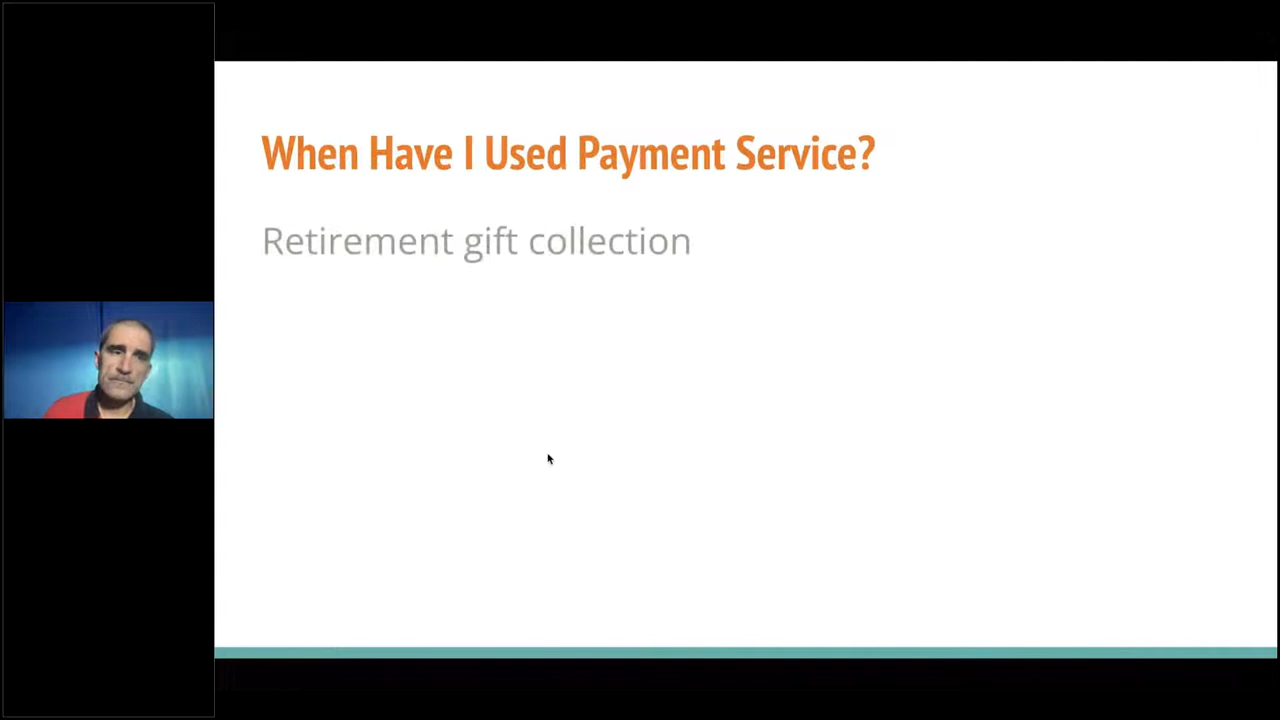 When Have I Used Payment Service?
Retirement gift collection